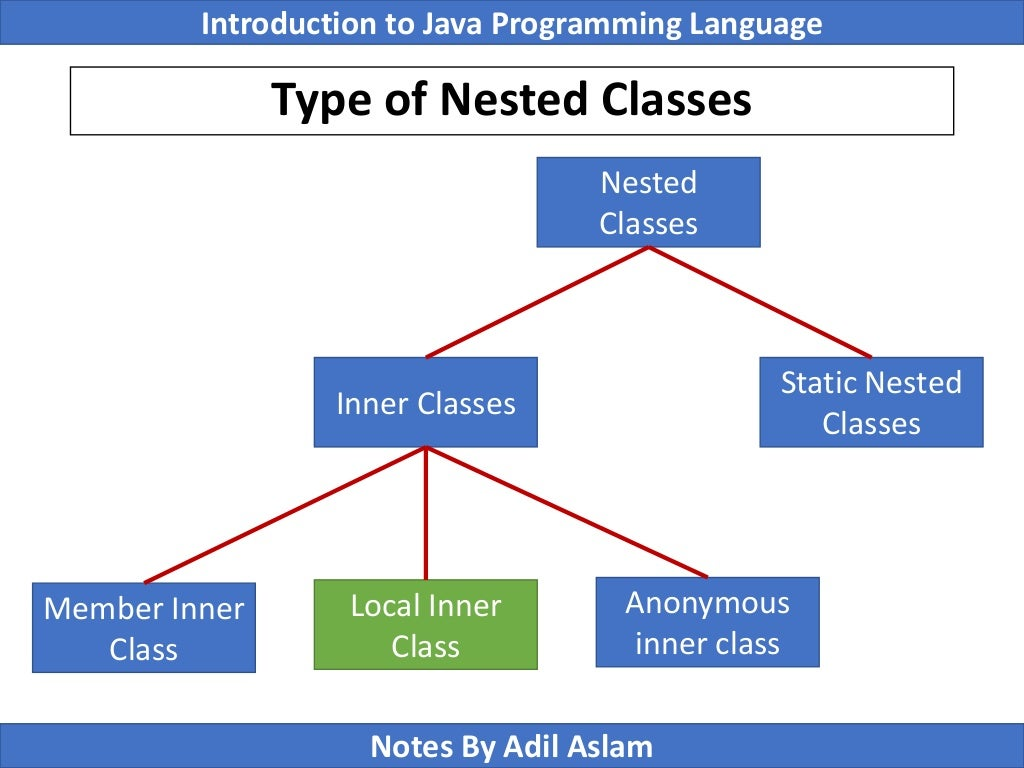 Introduction to Java Programming Language
Type of Nested Classes
Nested
Classes
Inner Classes
Static Nested
Classes
Member Inner
Class
Local Inner
Class
Anonymous
inner class
Notes By Adil Aslam